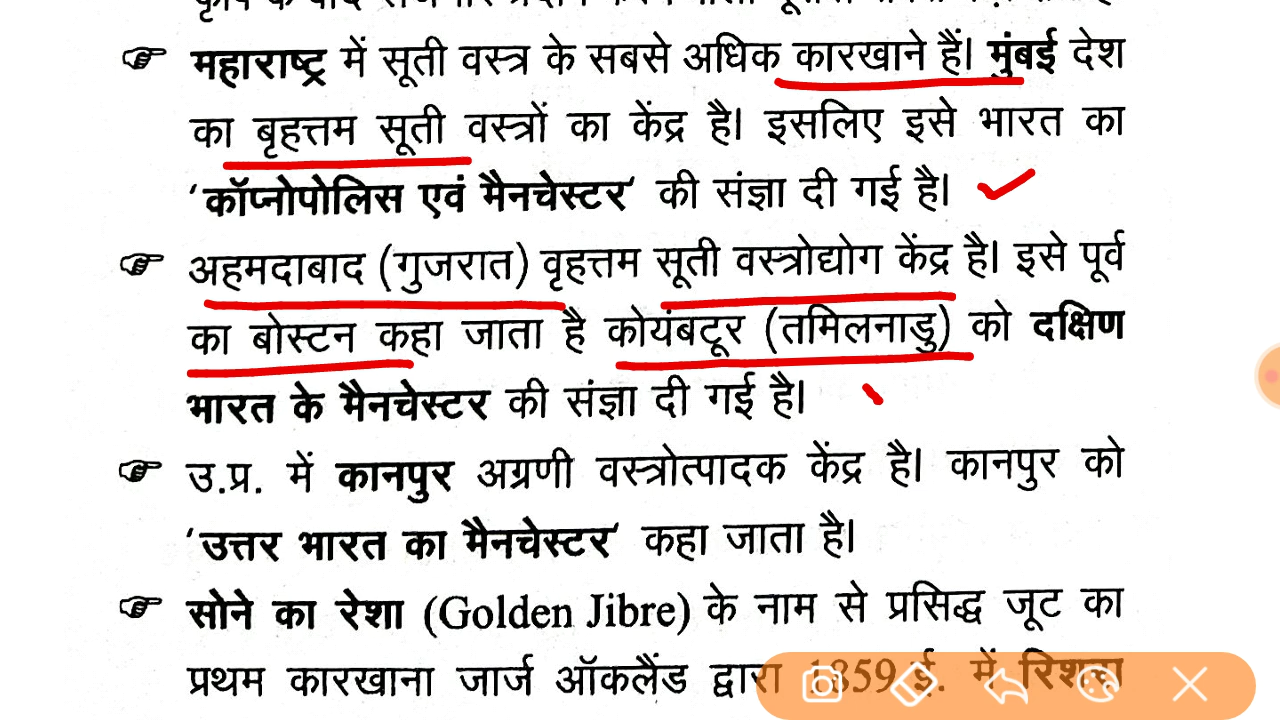 महाराष्ट्र में सूती वस्त्र के सबसे अधिक कारखाने हैं। मुंबई देश
का बृहत्तम सूती वस्त्रों का केंद्र है। इसलिए इसे भारत का
‘कॉप्नोपोलिस एवं मैनचेस्टर’ की संज्ञा दी गई है।
अहमदाबाद (गुजरात) वृहत्तम सूती वस्त्रोद्योग केंद्र है। इसे पूर्व
का बोस्टन कहा जाता है कोयंबटूर (तमिलनाडु) को दक्षिण
भारत के मैनचेस्टर की संज्ञा दी गई है।
उ.प्र. में कानपुर अग्रणी वस्त्रोत्पादक केंद्र है। कानपुर को
‘उत्तर भारत का मैनचेस्टर’ कहा जाता है।
सोने का रेशा (Golden Jibre) के नाम से प्रसिद्ध जूट का
प्रथम कारखाना जार्ज ऑकलैंड द्वारा 1859 ई. में रिशरा